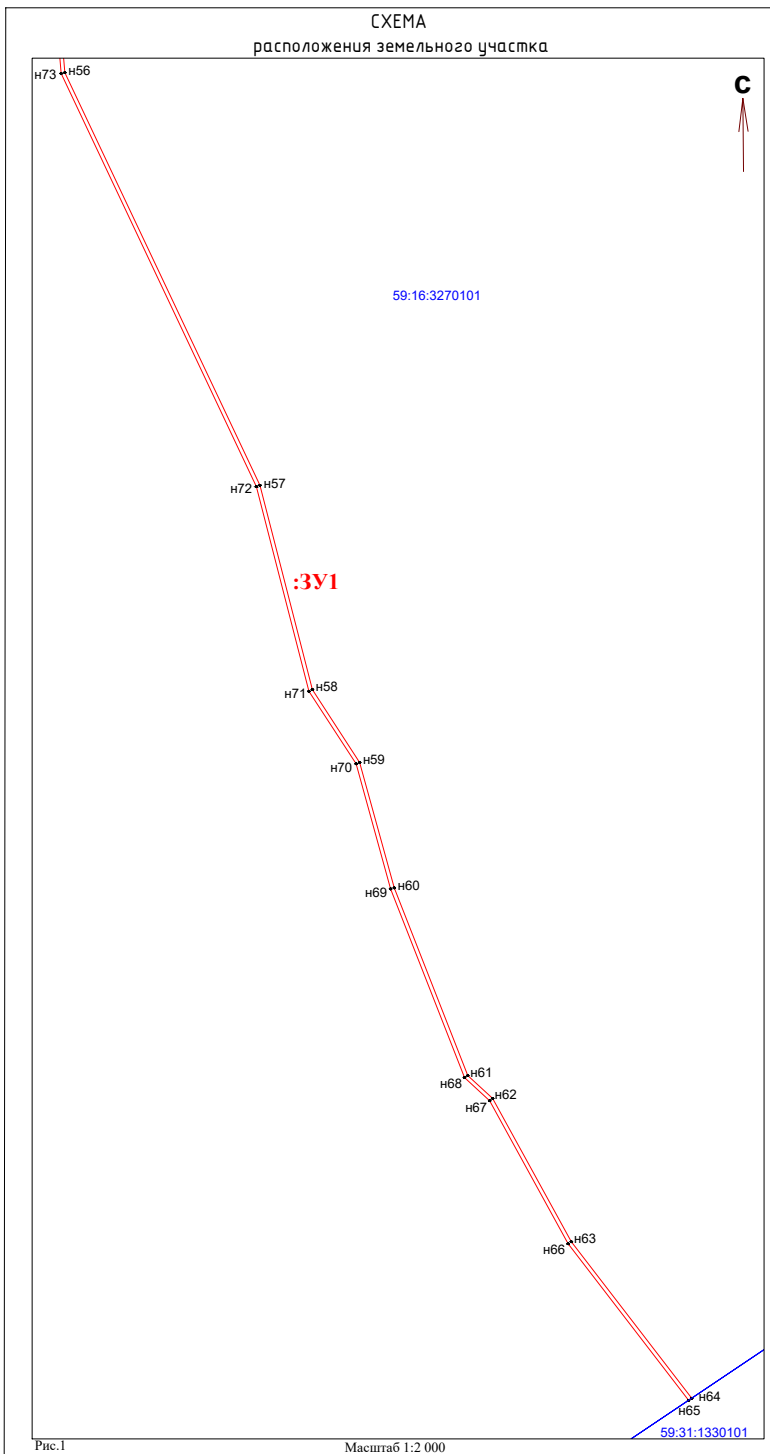 СХЕМА
расположения земельного участка
н73 н56
С
59:16:3270101
н72 н57
:ЗУ1
н71 н58
н70 н59
н69 н60
н68 н61
н67 н62
н66 н63
н65 н64
59:31:1330101
Рис.1 Масштаб 1:2 000